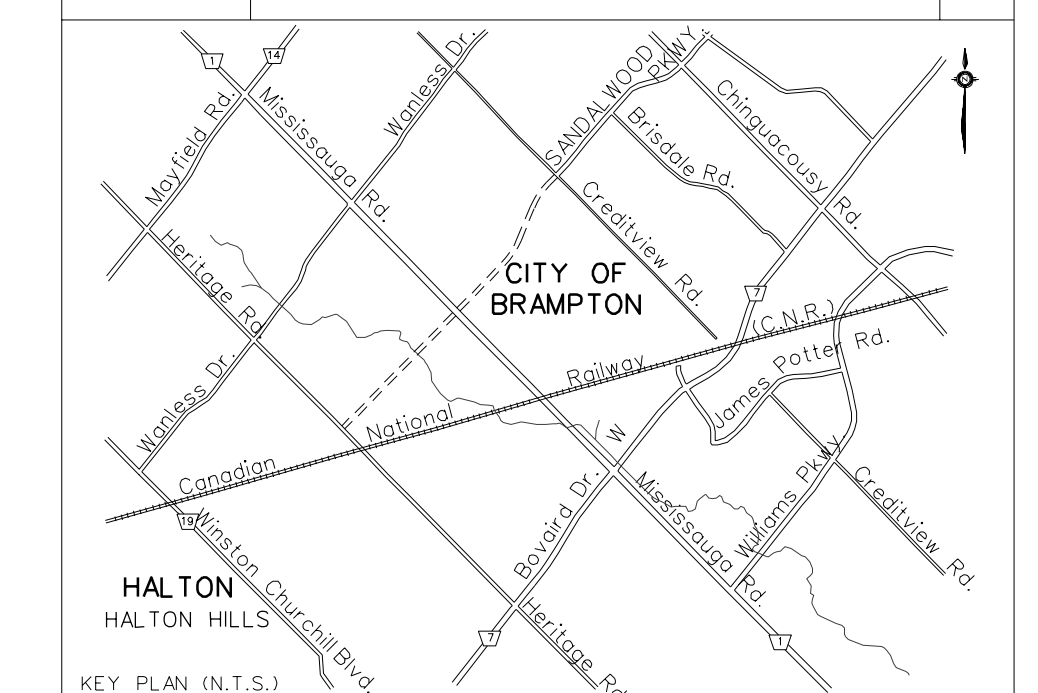 1
14
SANDALWOOD PKWY.
Wanless Dr.
Mayfield Rd.
Mississauga Rd.
Chinguacousy Rd.
Brisdale Rd.
N
Creditview Rd.
Heritage Rd.
CITY OF
BRAMPTON
7
Wanless Dr.
Canadian National Railway (C.N.R.)
James Potter Rd.
19
Bovaird Dr. W
Mississauga Rd.
Williams Pkwy
Creditview Rd.
Winston Churchill Blvd.
HALTON
HALTON HILLS
7
Heritage Rd.
1
KEY PLAN (N.T.S.)